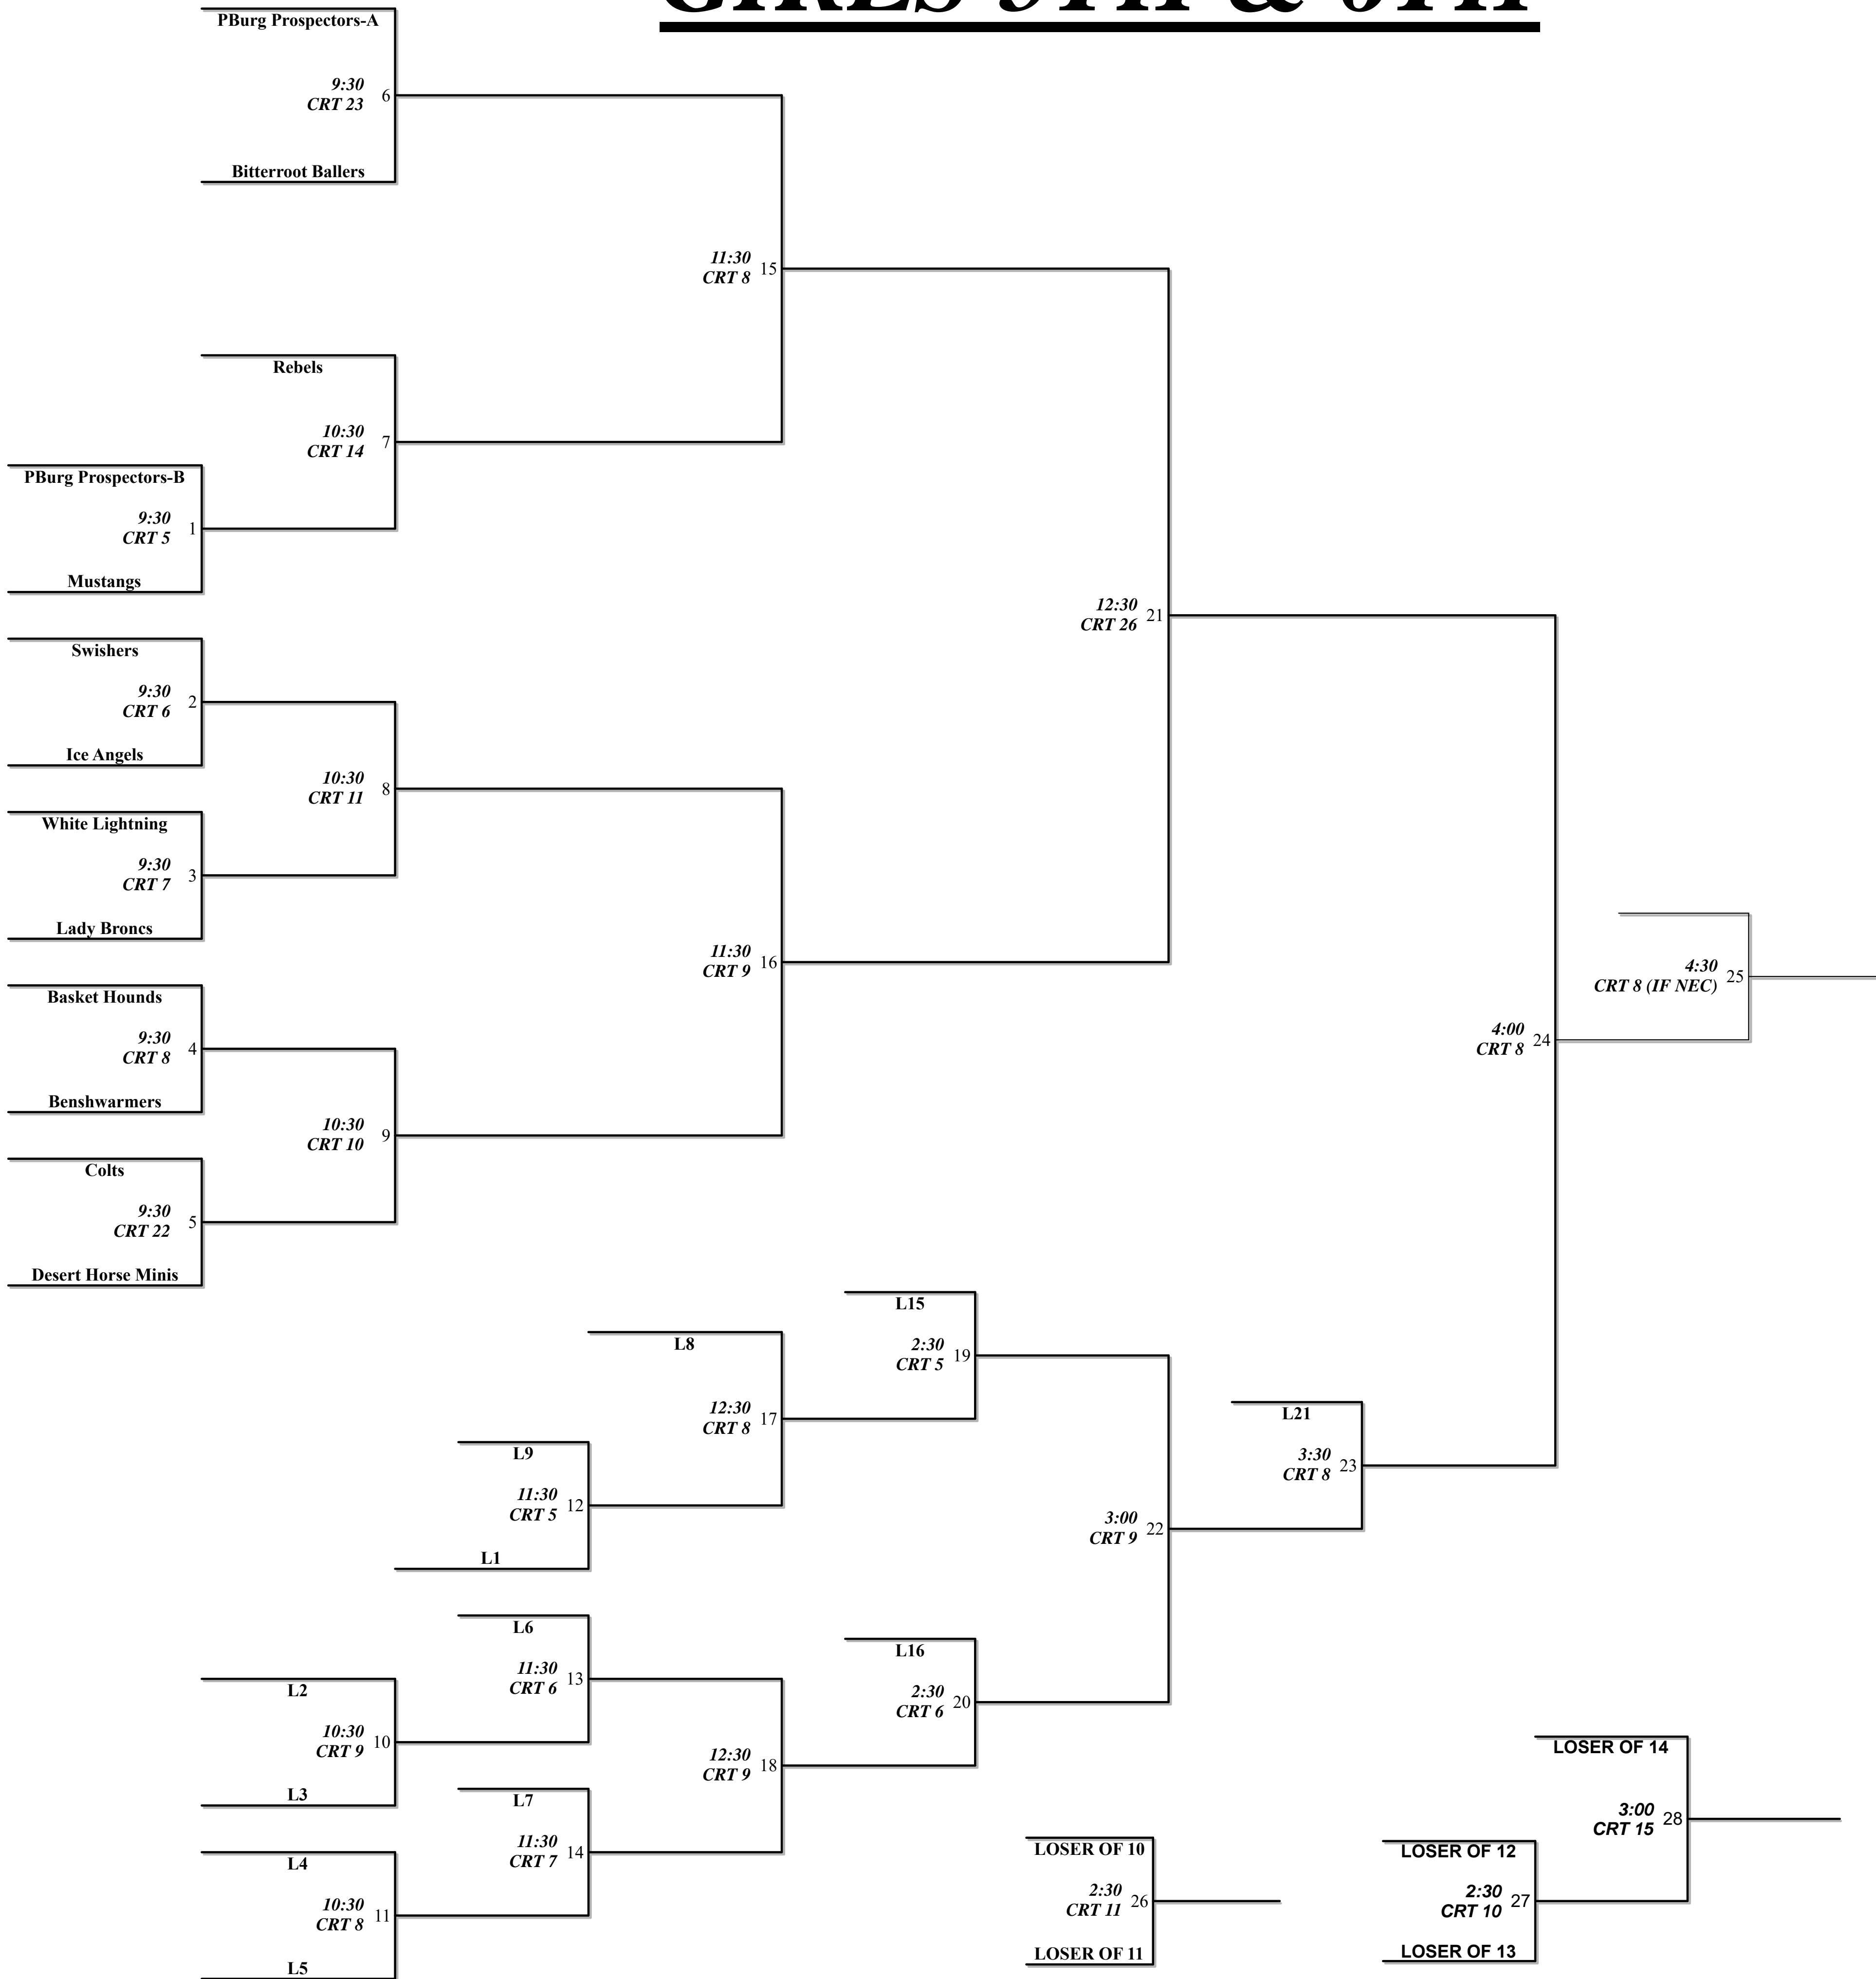 PBurg Prospectors-A
9:30
CRT 23
6
Bitterroot Ballers
11:30
CRT 8
15
Rebels
10:30
CRT 14
7
PBurg Prospectors-B
9:30
CRT 5
1
Mustangs
12:30
CRT 26
21
Swishers
9:30
CRT 6
2
Ice Angels
10:30
CRT 11
8
White Lightning
9:30
CRT 7
3
Lady Broncs
11:30
CRT 9
16
4:30
CRT 8 (IF NEC)
25
Basket Hounds
9:30
CRT 8
4
Benshwarmers
4:00
CRT 8
24
10:30
CRT 10
9
Colts
9:30
CRT 22
5
Desert Horse Minis
L15
2:30
CRT 5
19
L8
12:30
CRT 8
17
L21
3:30
CRT 8
23
L9
11:30
CRT 5
12
L1
3:00
CRT 9
22
L6
11:30
CRT 6
13
L16
2:30
CRT 6
20
L2
10:30
CRT 9
10
L3
12:30
CRT 9
18
L7
11:30
CRT 7
14
L4
10:30
CRT 8
11
L5
LOSER OF 14
3:00
CRT 15
28
LOSER OF 10
2:30
CRT 11
26
LOSER OF 11
LOSER OF 12
2:30
CRT 10
27
LOSER OF 13